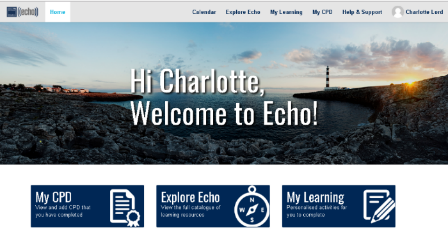 ((echo))
Home
Calendar
Explore Echo
My Learning
My CPD
Help & Support
Charlotte Lord
Hi Charlotte,
Welcome to Echo!
My CPD
View and add CPD that
you have completed
Explore Echo
View the full catalogue of
learning resources
N
E
S
W
My Learning
Personalised activities for
you to complete